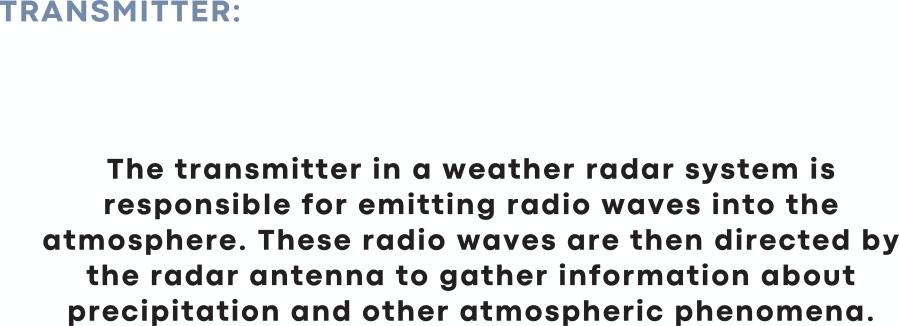 TRANSMITTER:
The transmitter in a weather radar system is
responsible for emitting radio waves into the
atmosphere. These radio waves are then directed by
the radar antenna to gather information about
precipitation and other atmospheric phenomena.